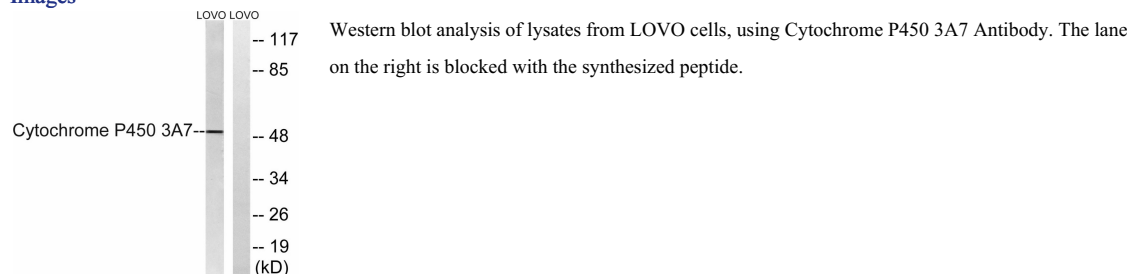 Images
LOVO LOVO
-- 117
-- 85
Cytochrome P450 3A7--
-- 48
-- 34
-- 26
-- 19
(kD)
Western blot analysis of lysates from LOVO cells, using Cytochrome P450 3A7 Antibody. The lane
on the right is blocked with the synthesized peptide.